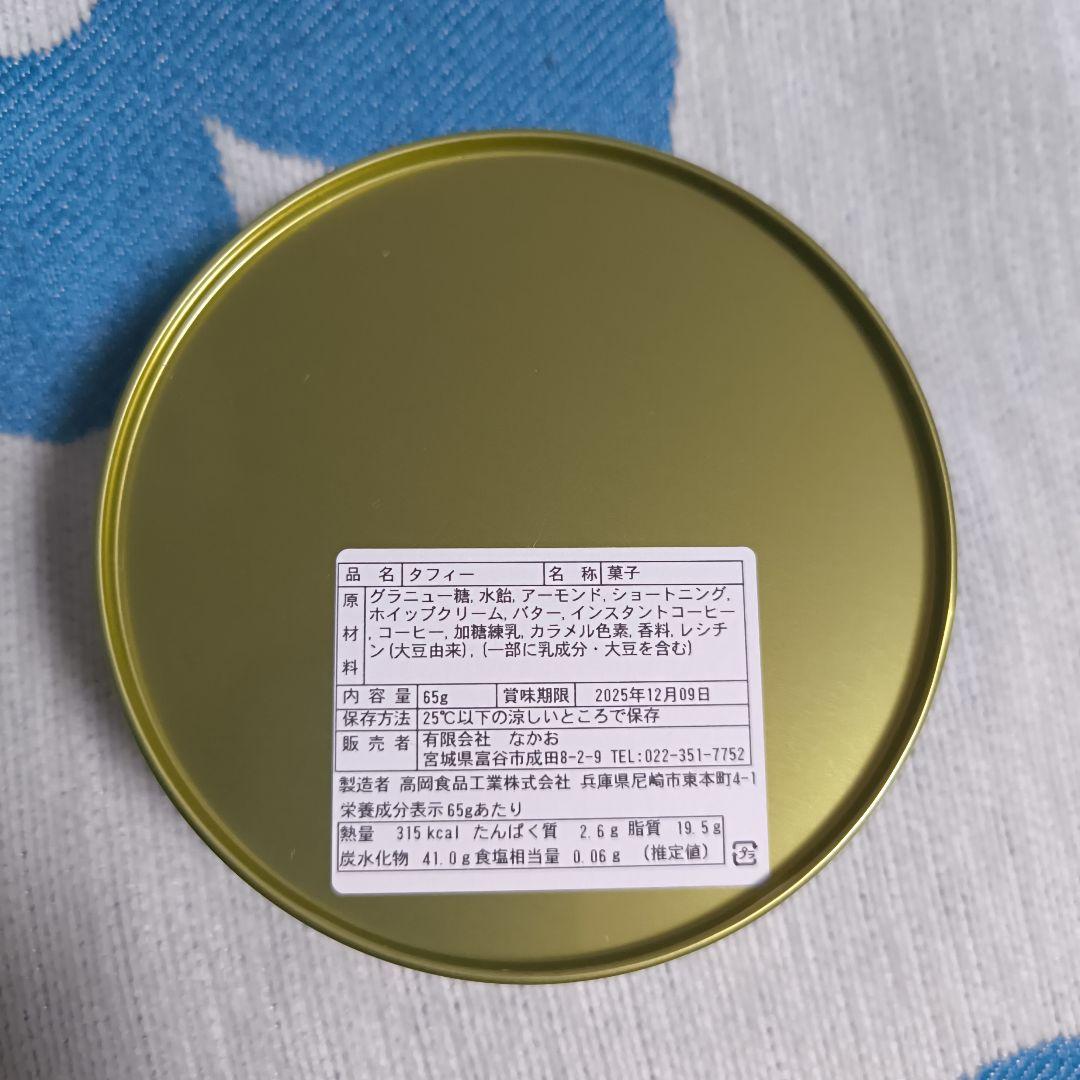 品名 タフィー 名称 菓子
原材料 グラニュー糖, 水飴, アーモンド, ショートニング,
ホイップクリーム, バター, インスタントコーヒー
, コーヒー, 加糖練乳, カラメル色素, 香料, レシチ
ン(大豆由来), (一部に乳成分・大豆を含む)
内容量 65g 賞味期限 2025年12月09日
保存方法 25℃以下の涼しいところで保存
販売者 有限会社 なかお
宮城県富谷市成田8-2-9 TEL:022-351-7752
製造者 高岡食品工業株式会社 兵庫県尼崎市東本町4-1
栄養成分表示65gあたり
熱量 315kcal たんぱく質 2.6g 脂質 19.5g
炭水化物 41.0g 食塩相当量 0.06g (推定値)
プラ